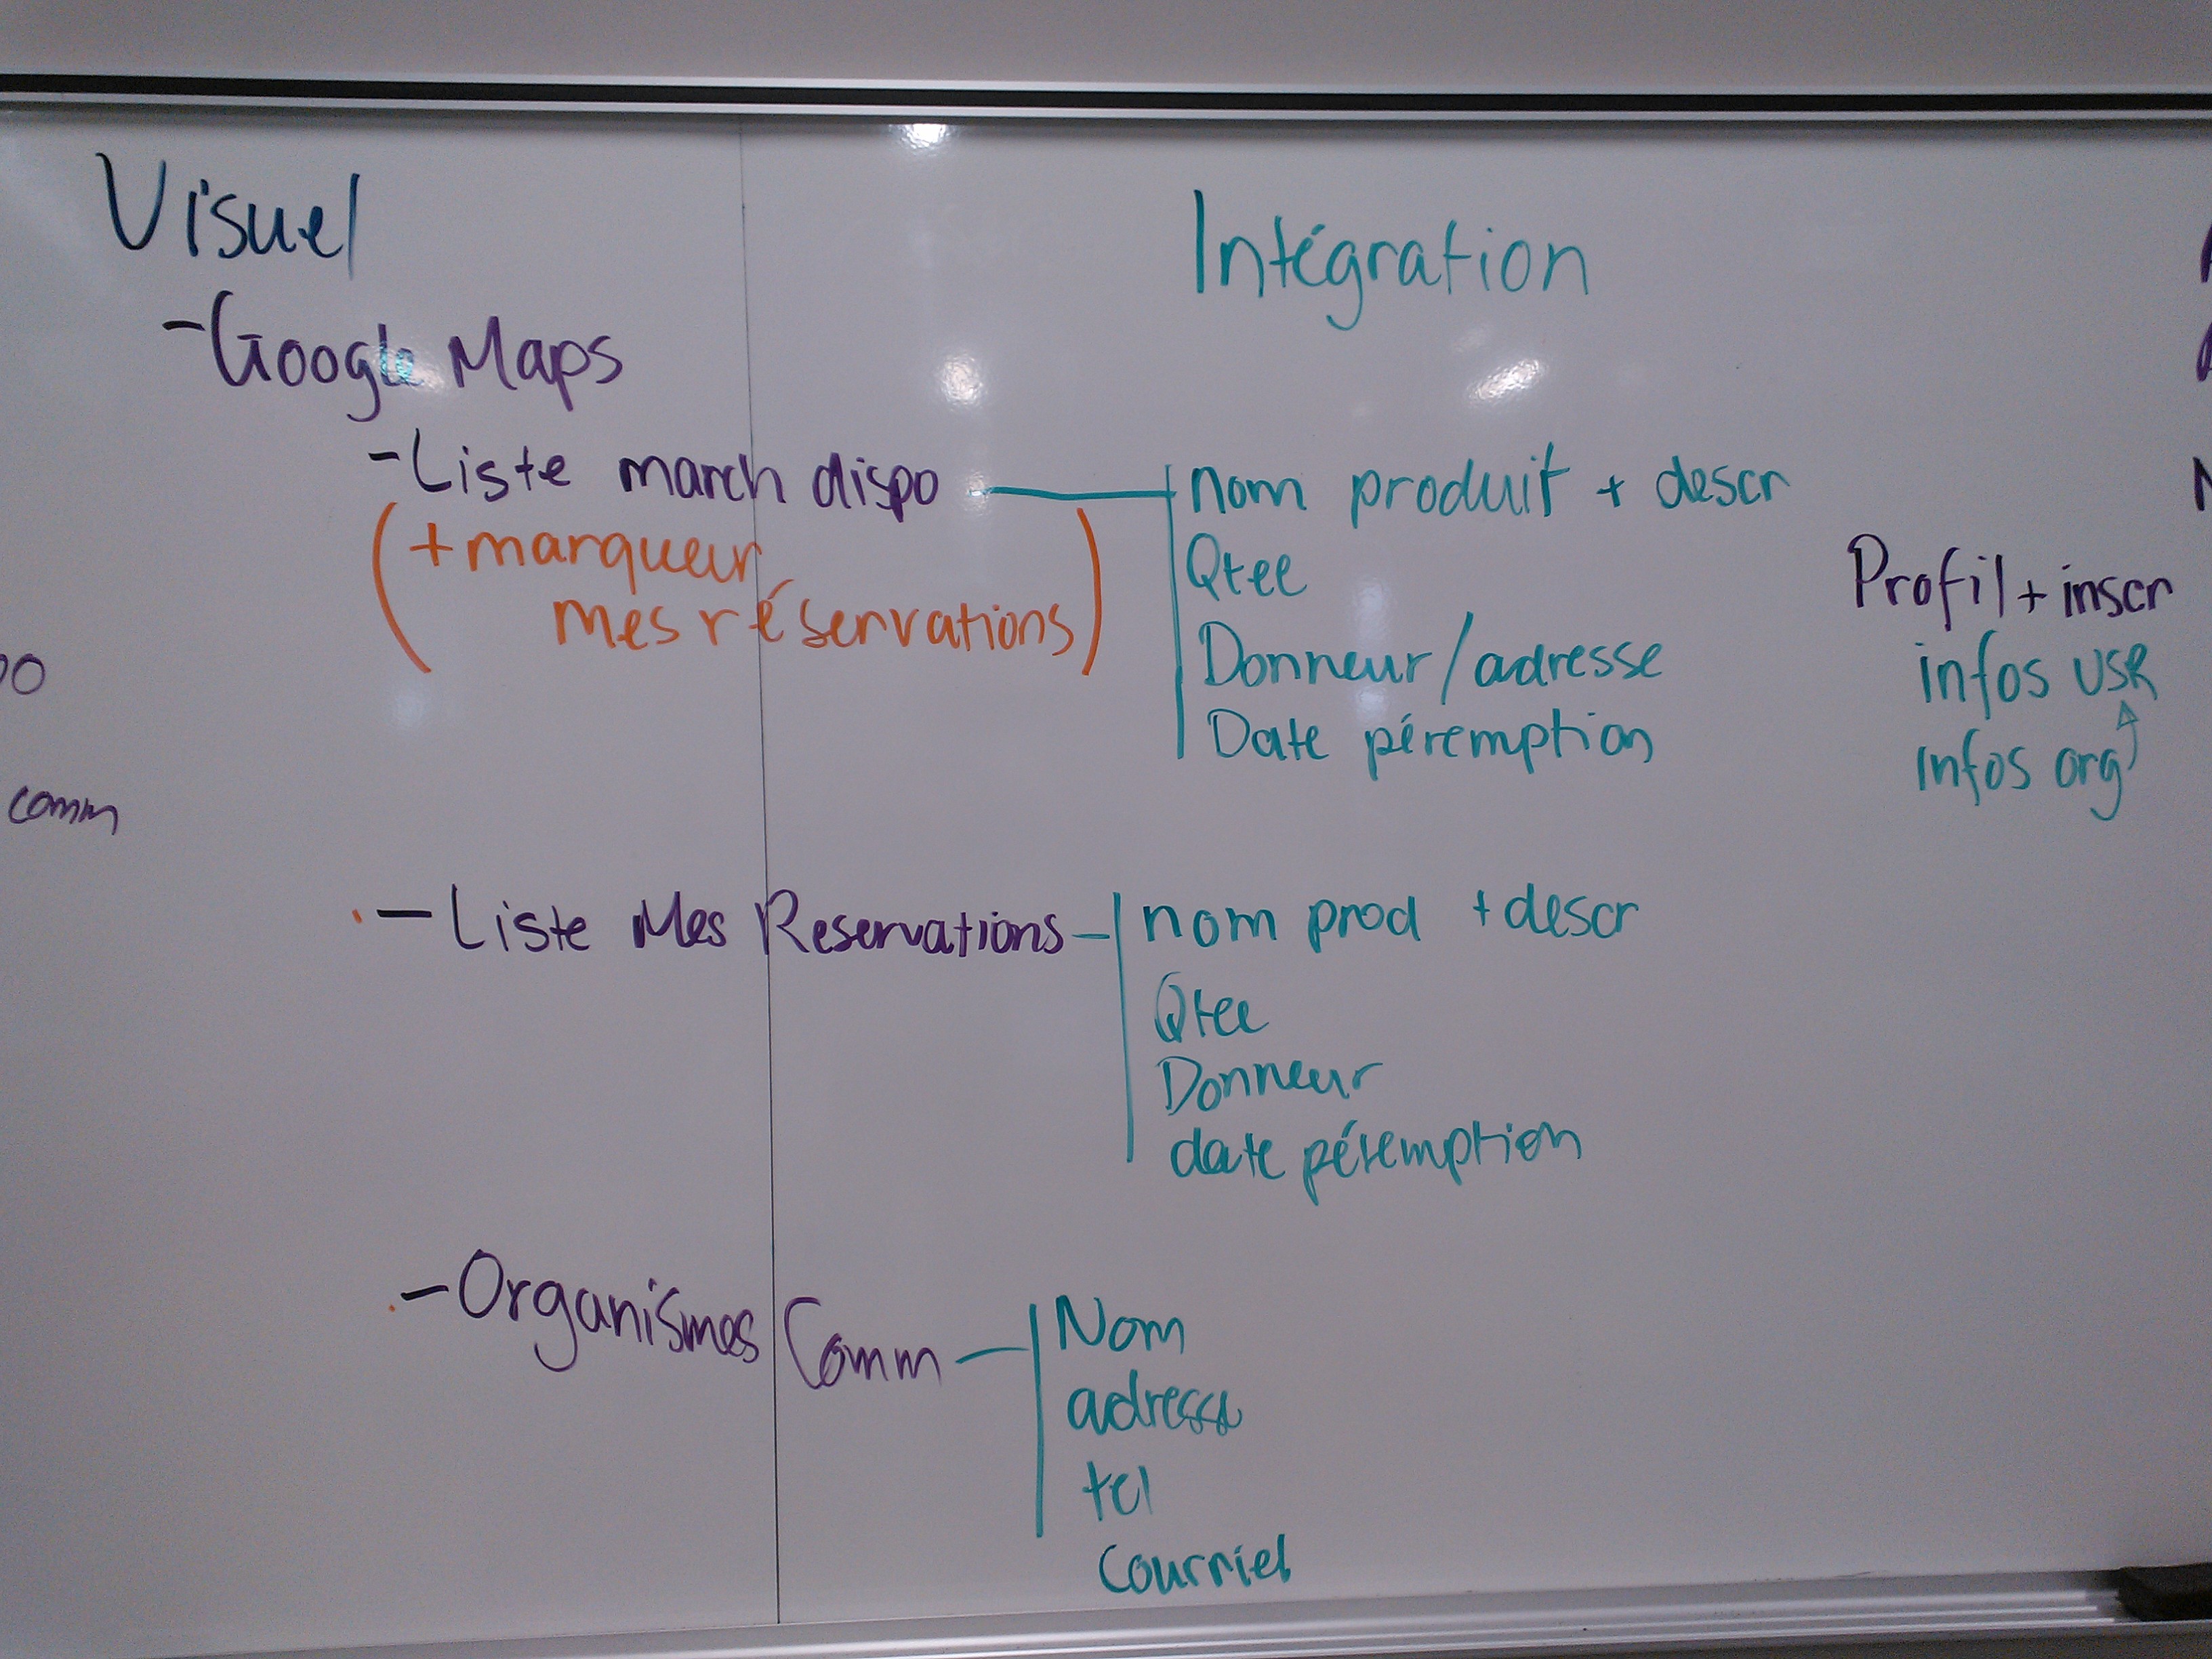 Visuel
Intégration
- Google Maps
- Liste march dispo
(+ marqueur
mes réservations)
nom produit + descr
Qtee
Donneur/adresse
Date péremption
Profil + inscr
infos USR
infos org
comm
- Liste Mes Reservations
nom prod + descr
Qtee
Donneur
date péremption
- Organismes Comm
Nom
adresse
tel
Courriel